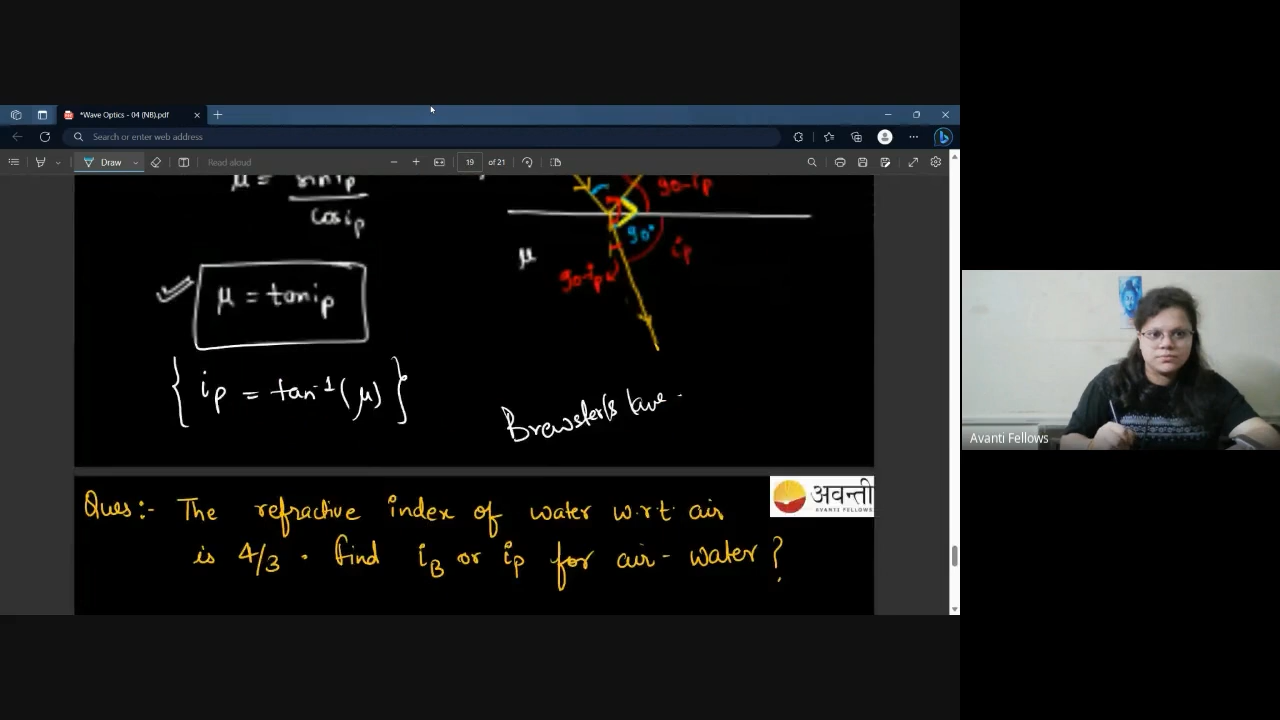 *Wave Optics - 04 (NB).pdf
Search or enter web address
Draw
Read aloud
19 of 21
μ = sin ip
cos ip
90-ip
90°
ip
μ
90-ip
μ = tan ip
{ ip = tan⁻¹(μ) }
Brewster's
अवन्ती
AVANTI FELLOWS
Ques:- The refractive index of water w.r.t. air
is 4/3. find iB or ip for air-water?
Avanti Fellows